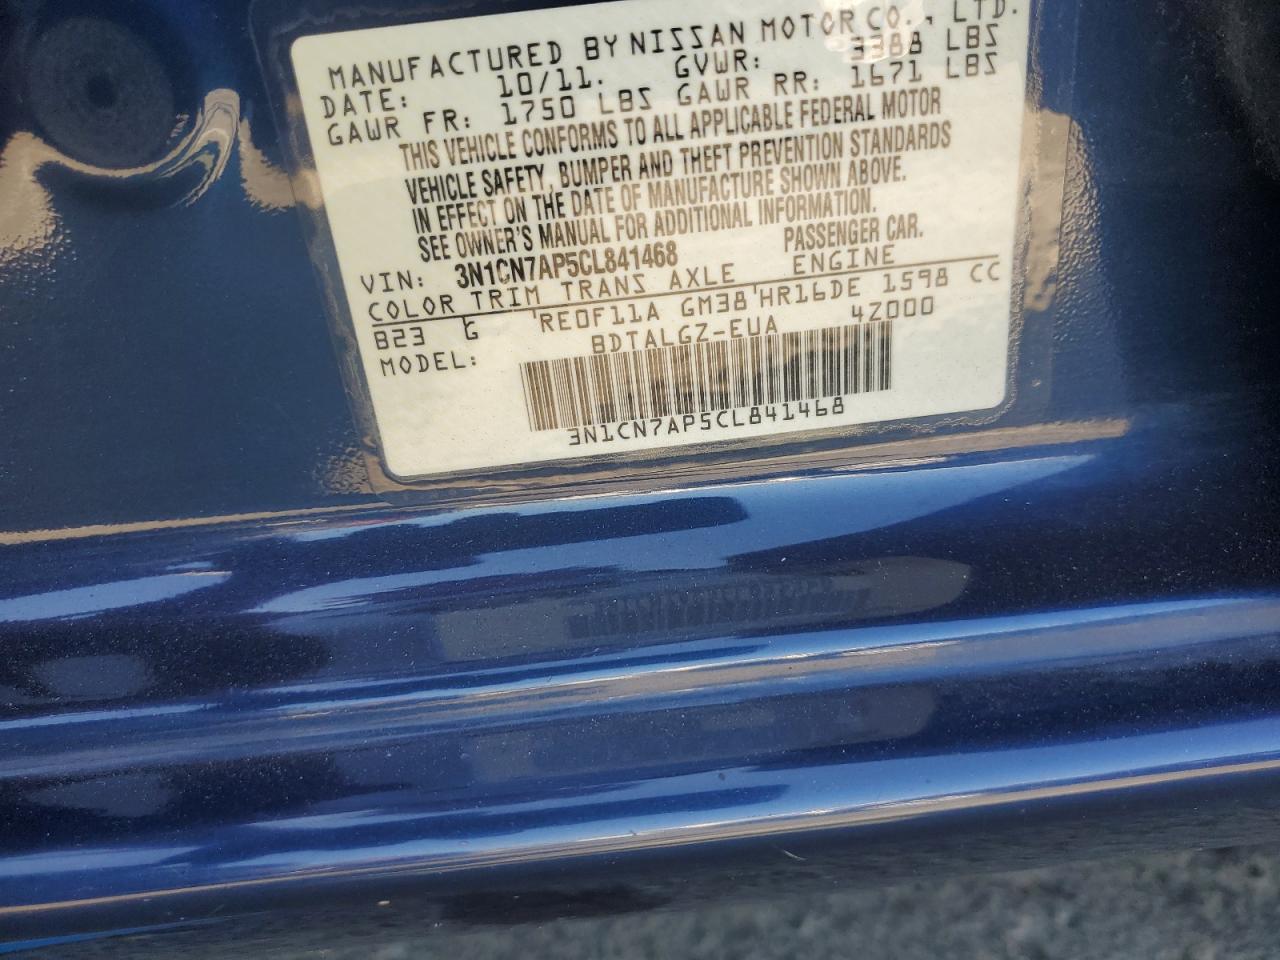 MANUFACTURED BY NISSAN MOTOR CO., LTD.
DATE: 10/11. GVWR: 3388 LBS
GAWR FR: 1750 LBS GAWR RR: 1671 LBS
THIS VEHICLE CONFORMS TO ALL APPLICABLE FEDERAL MOTOR
VEHICLE SAFETY, BUMPER AND THEFT PREVENTION STANDARDS
IN EFFECT ON THE DATE OF MANUFACTURE SHOWN ABOVE.
SEE OWNER'S MANUAL FOR ADDITIONAL INFORMATION.
VIN: 3N1CN7AP5CL841468 PASSENGER CAR.
COLOR TRIM TRANS AXLE ENGINE
B23 G RE0F11A GM38 HR16DE 1598 CC
MODEL: BDTALGZ-EUA 4Z000
3N1CN7AP5CL841468